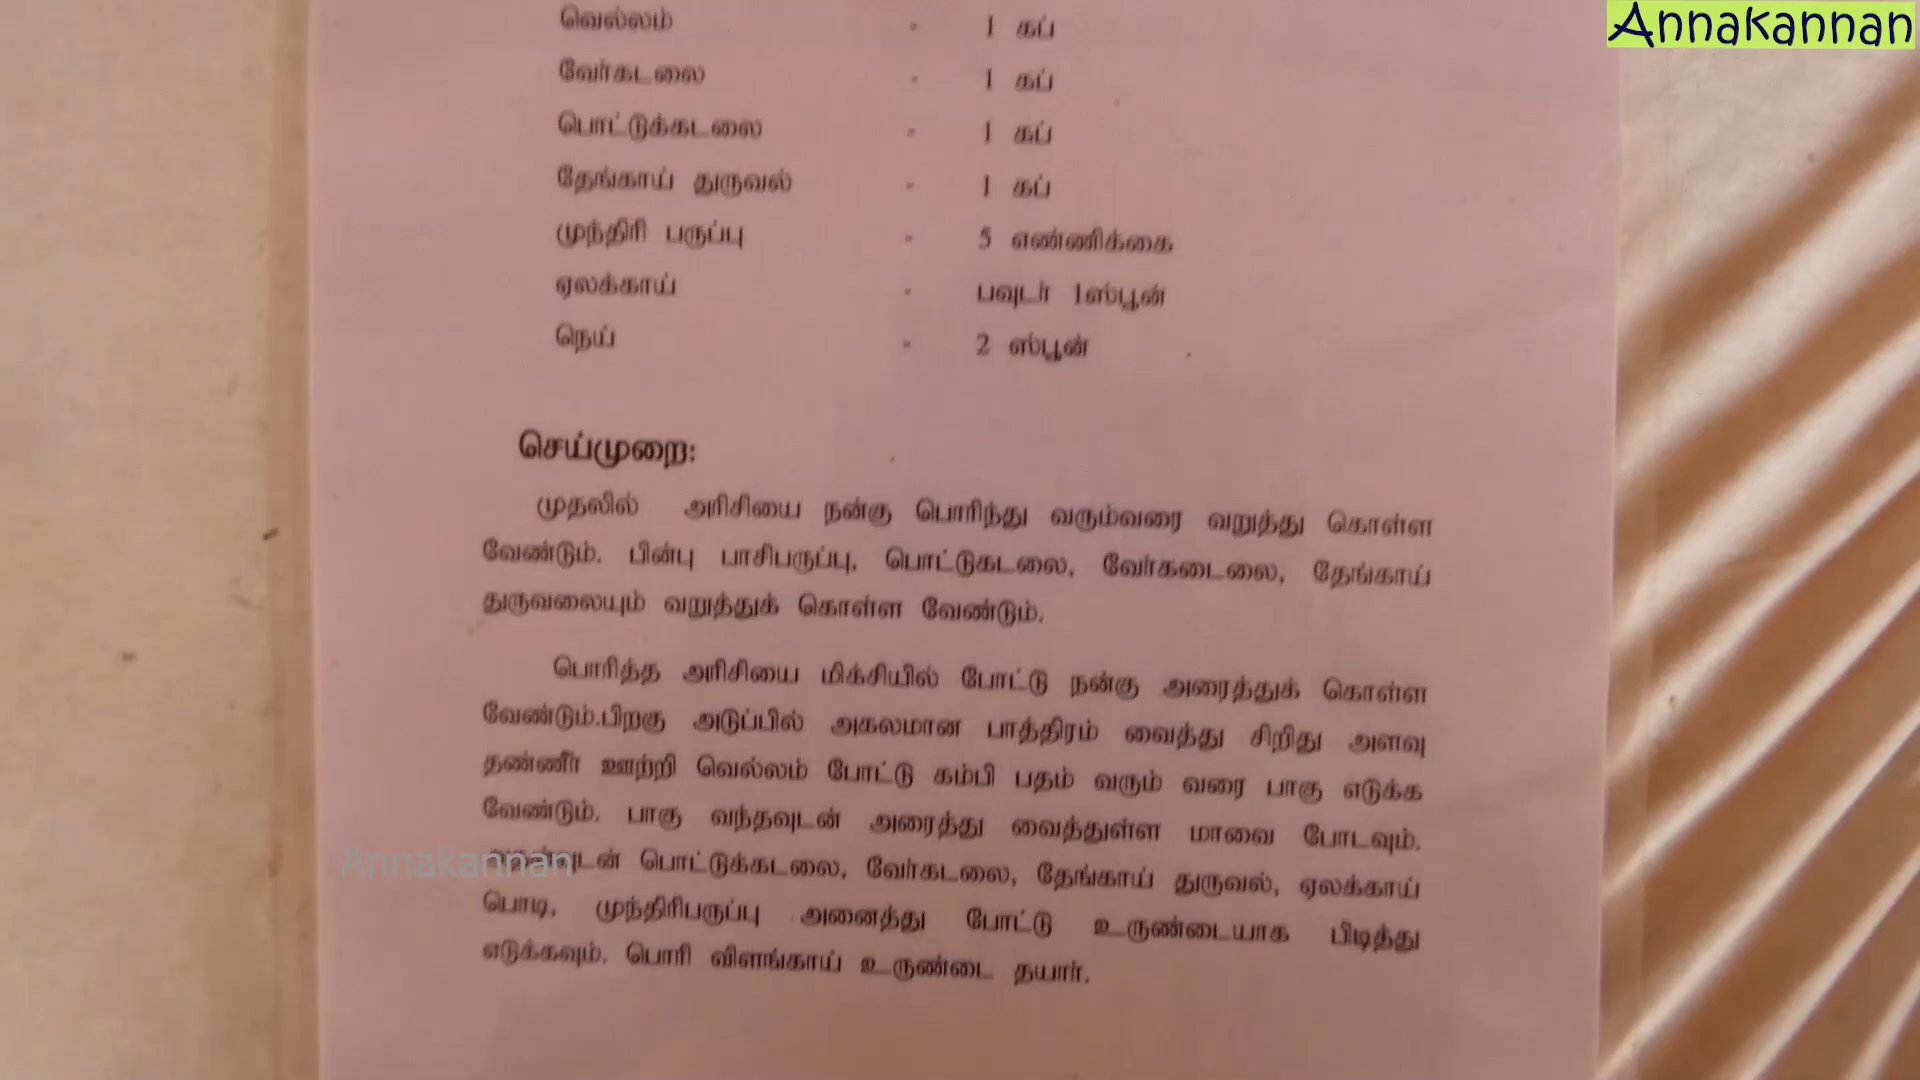 Annakannan
வெல்லம் - 1 கப்
வேர்கடலை - 1 கப்
பொட்டுக்கடலை - 1 கப்
தேங்காய் துருவல் - 1 கப்
முந்திரி பருப்பு - 5 எண்ணிக்கை
ஏலக்காய் - பவுடர் 1ஸ்பூன்
நெய் - 2 ஸ்பூன்
செய்முறை:
முதலில் அரிசியை நன்கு பொரிந்து வரும்வரை வறுத்து கொள்ள
வேண்டும். பின்பு பாசிபருப்பு, பொட்டுகடலை, வேர்கடைலை, தேங்காய்
துருவலையும் வறுத்துக் கொள்ள வேண்டும்.
பொரித்த அரிசியை மிக்சியில் போட்டு நன்கு அரைத்துக் கொள்ள
வேண்டும்.பிறகு அடுப்பில் அகலமான பாத்திரம் வைத்து சிறிது அளவு
தண்ணீர் ஊற்றி வெல்லம் போட்டு கம்பி பதம் வரும் வரை பாகு எடுக்க
வேண்டும். பாகு வந்தவுடன் அரைத்து வைத்துள்ள மாவை போடவும்.
Annakannan
பொட்டுக்கடலை, வேர்கடலை, தேங்காய் துருவல், ஏலக்காய்
பொடி, முந்திரிபருப்பு அனைத்து போட்டு உருண்டையாக பிடித்து
எடுக்கவும். பொரி விளங்காய் உருண்டை தயார்.